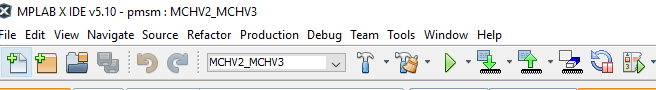 MPLAB X IDE v5.10 - pmsm : MCHV2_MCHV3
File Edit View Navigate Source Refactor Production Debug Team Tools Window Help
MCHV2_MCHV3